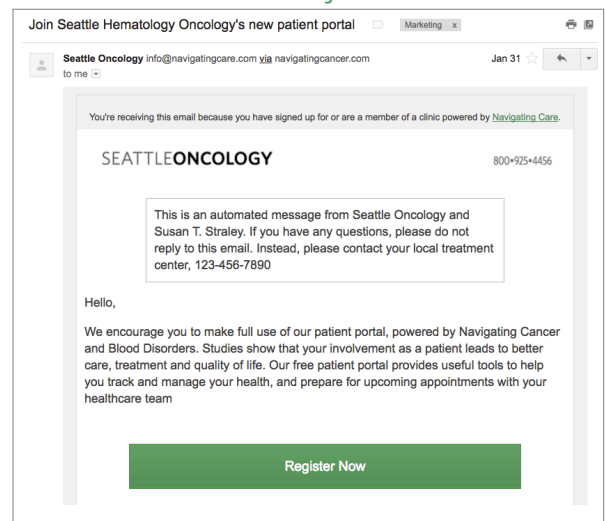 Join Seattle Hematology Oncology's new patient portal
Marketing x
Seattle Oncology info@navigatingcare.com via navigatingcancer.com
Jan 31
to me
You're receiving this email because you have signed up for or are a member of a clinic powered by Navigating Care.
SEATTLEONCOLOGY
800•925•4456
This is an automated message from Seattle Oncology and
Susan T. Straley. If you have any questions, please do not
reply to this email. Instead, please contact your local treatment
center, 123-456-7890
Hello,
We encourage you to make full use of our patient portal, powered by Navigating Cancer
and Blood Disorders. Studies show that your involvement as a patient leads to better
care, treatment and quality of life. Our free patient portal provides useful tools to help
you track and manage your health, and prepare for upcoming appointments with your
healthcare team
Register Now